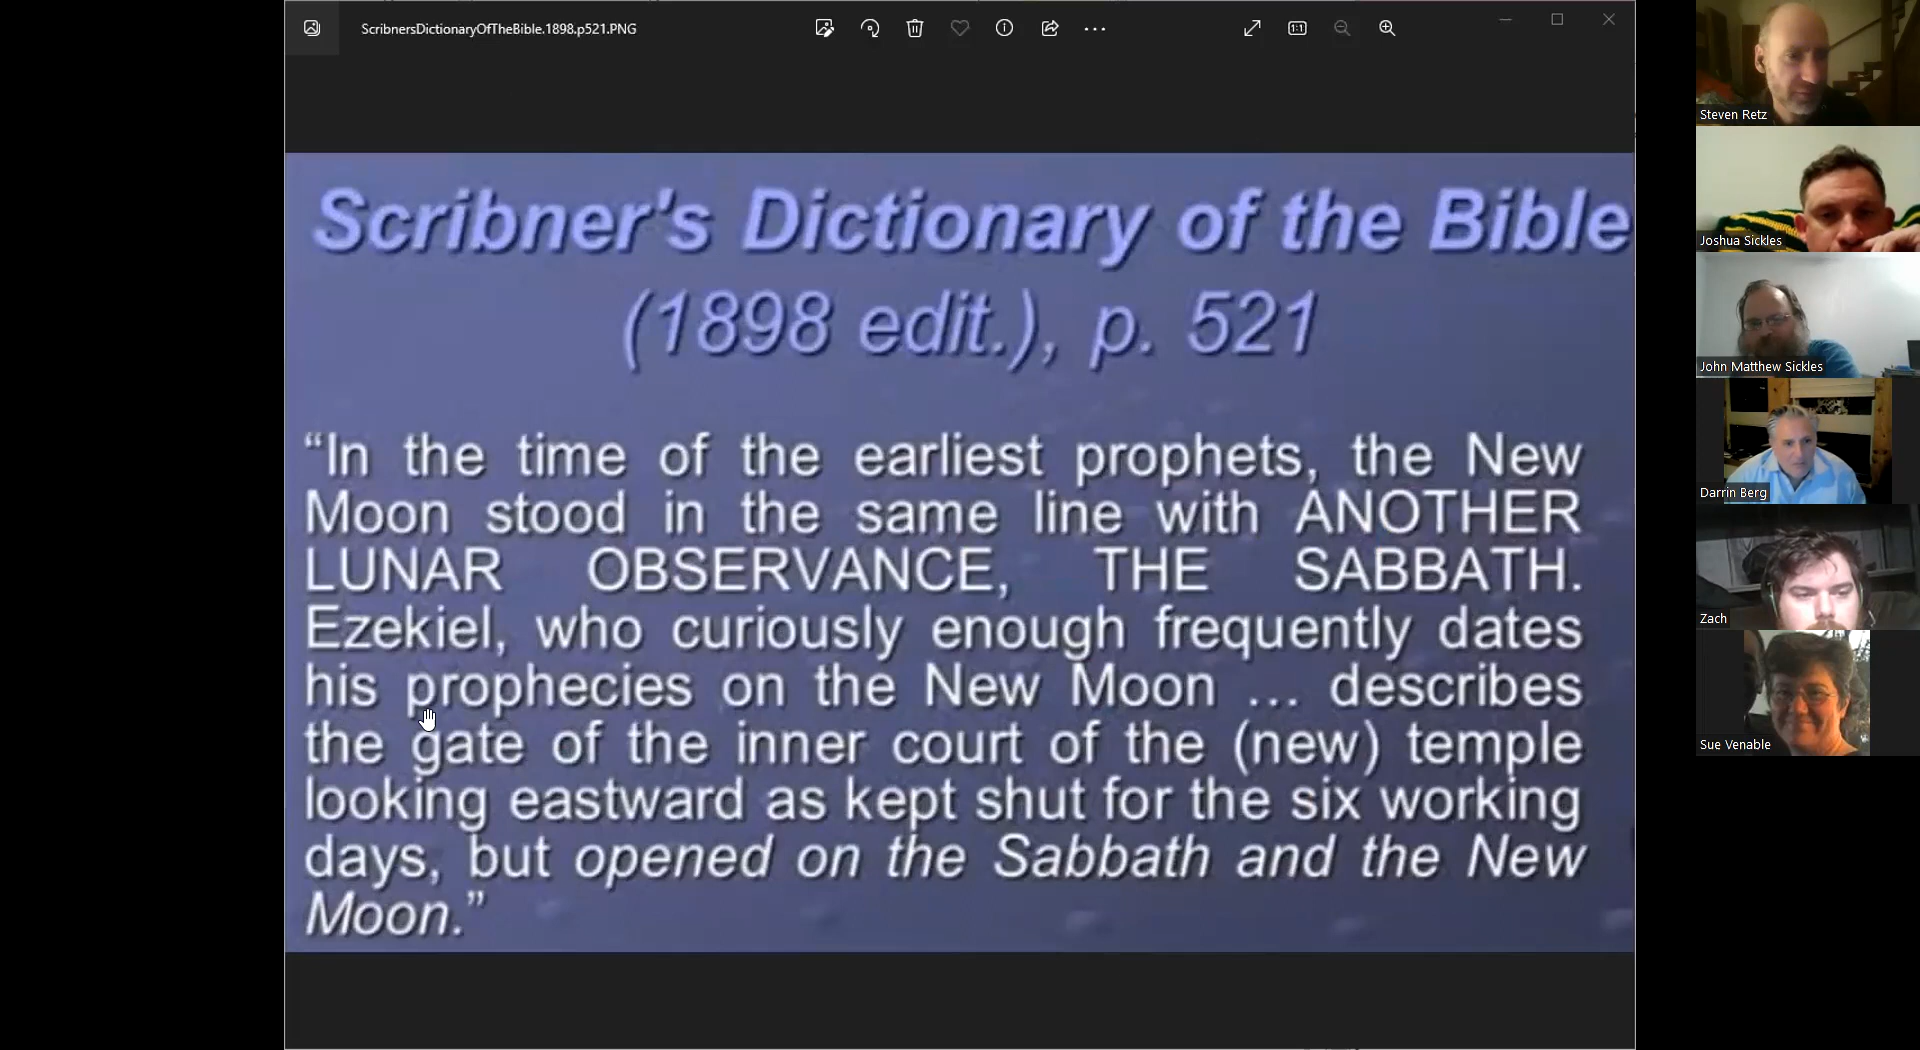 ScribnersDictionaryOfTheBible.1898.p521.PNG
Scribner's Dictionary of the Bible
(1898 edit.), p. 521
“In the time of the earliest prophets, the New
Moon stood in the same line with ANOTHER
LUNAR OBSERVANCE, THE SABBATH.
Ezekiel, who curiously enough frequently dates
his prophecies on the New Moon … describes
the gate of the inner court of the (new) temple
looking eastward as kept shut for the six working
days, but opened on the Sabbath and the New
Moon.”
Steven Retz
Joshua Sickles
John Matthew Sickles
Darrin Berg
Zach
Sue Venable